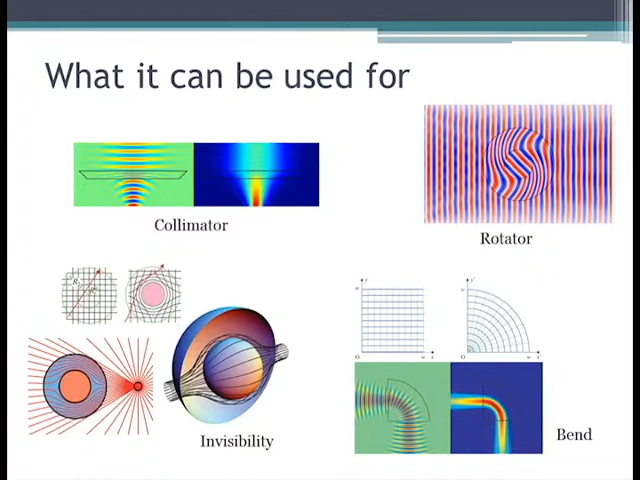 What it can be used for
Collimator
Rotator
Invisibility
Bend